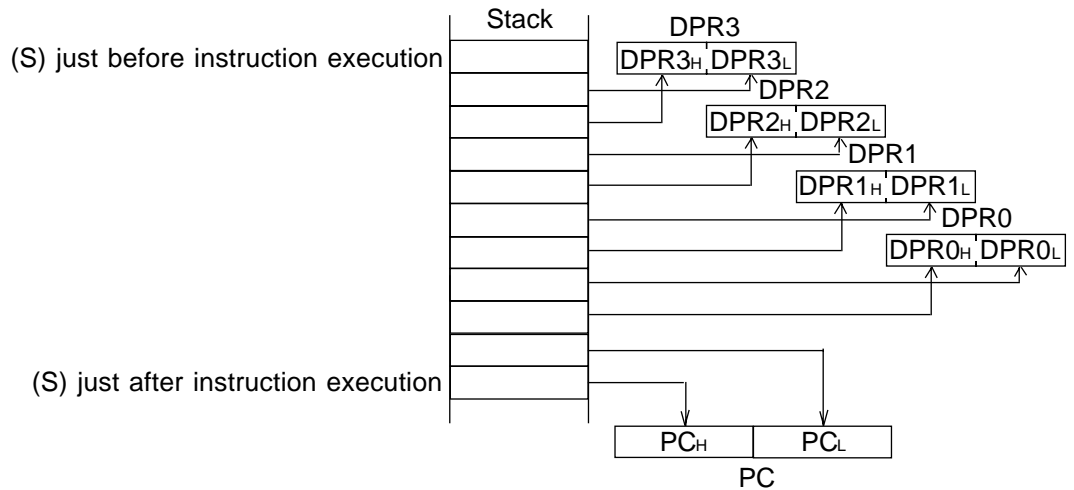 Stack
DPR3
(S) just before instruction execution
DPR3H DPR3L
DPR2
DPR2H DPR2L
DPR1
DPR1H DPR1L
DPR0
DPR0H DPR0L
(S) just after instruction execution
PCH PCL
PC